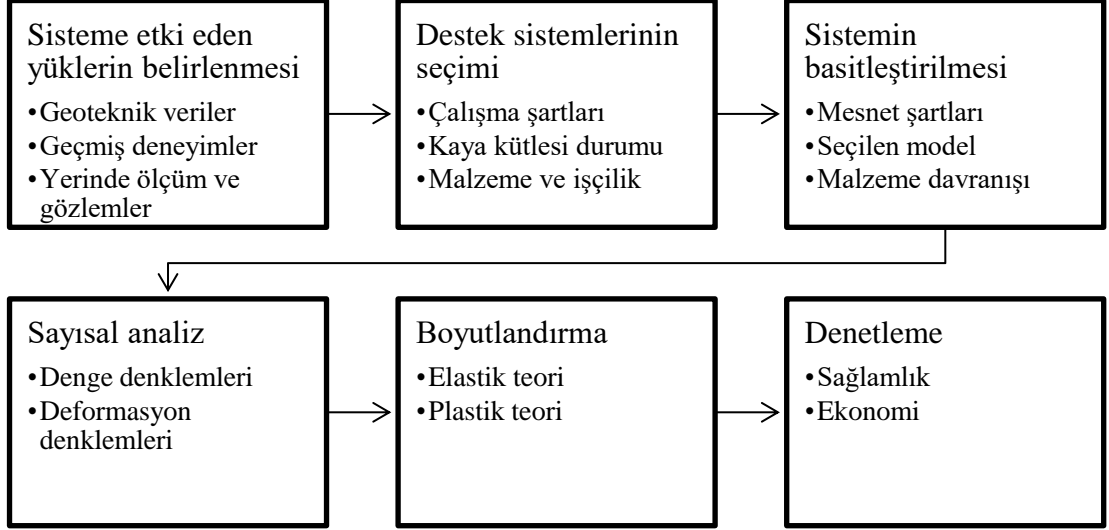 Sisteme etki eden
yüklerin belirlenmesi
•Geoteknik veriler
•Geçmiş deneyimler
•Yerinde ölçüm ve
gözlemler
Destek sistemlerinin
seçimi
•Çalışma şartları
•Kaya kütlesi durumu
•Malzeme ve işçilik
Sistemin
basitleştirilmesi
•Mesnet şartları
•Seçilen model
•Malzeme davranışı
Sayısal analiz
•Denge denklemleri
•Deformasyon
denklemleri
Boyutlandırma
•Elastik teori
•Plastik teori
Denetleme
•Sağlamlık
•Ekonomi